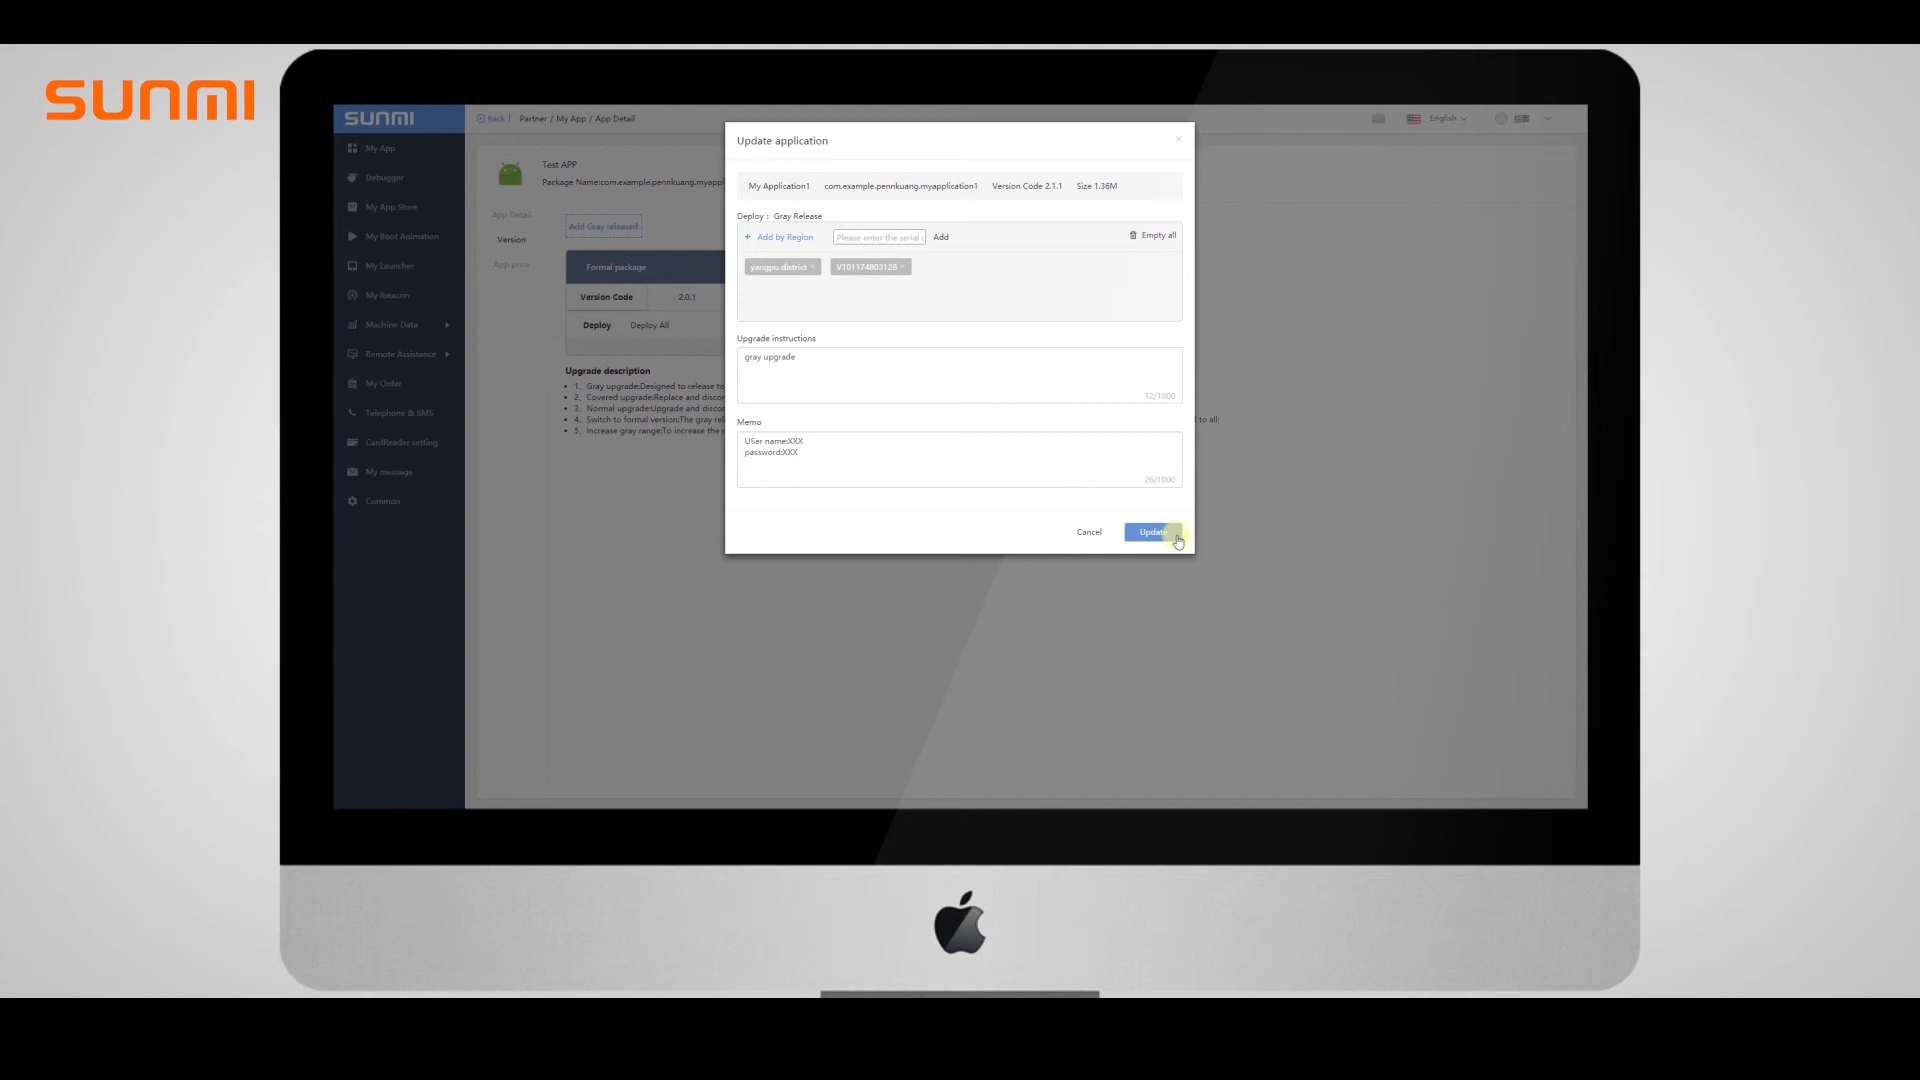 SUNMI
SUNMI
Back | Partner / My App / App Detail
English
My App
Debugger
My App Store
My Boot Animation
My Launcher
My ibeacon
Machine Data
Remote Assistance
My Order
Telephone & SMS
CardReader setting
My message
Common
Test APP
Package Name:com.example.pennkuang.myappl
App Detail
Version
App price
Add Gray released
Formal package
Version Code 2.0.1
Deploy Deploy All
Upgrade description
1、Gray upgrade:Designed to release to
2、Covered upgrade:Replace and discon
3、Normal upgrade:Upgrade and discon
4、Switch to formal version:The gray rel
d to all;
5、Increase gray range:To increase the r
Update application
×
My Application1 com.example.pennkuang.myapplication1 Version Code 2.1.1 Size 1.36M
Deploy : Gray Release
+ Add by Region Please enter the serial Add Empty all
yangpu district × V101174803128 ×
Upgrade instructions
gray upgrade
12/1000
Memo
USer name:XXX
password:XXX
26/1000
Cancel Update